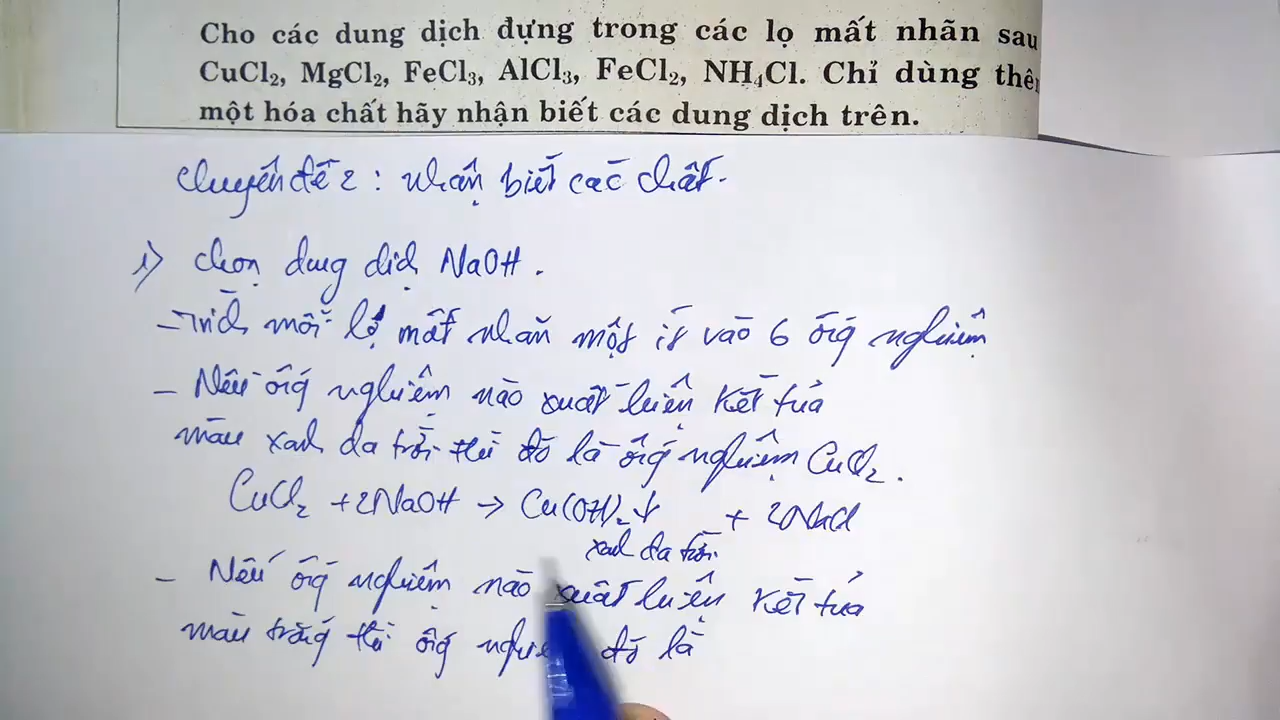 Cho các dung dịch đựng trong các lọ mất nhãn sau
CuCl₂, MgCl₂, FeCl₃, AlCl₃, FeCl₂, NH₄Cl. Chỉ dùng thê
một hóa chất hãy nhận biết các dung dịch trên.
Chuyên đề 2: Nhận biết các chất.
1) Chọn dung dịch NaOH.
- Trích mỗi lọ mất nhãn một ít vào 6 ống nghiệm
- Nếu ống nghiệm nào xuất hiện kết tủa
màu xanh da trời thì đó là ống nghiệm CuCl₂.
CuCl₂ + 2NaOH → Cu(OH)₂↓ + 2NaCl
xanh da trời.
- Nếu ống nghiệm nào xuất hiện kết tủa
màu trắng thì ống đó là